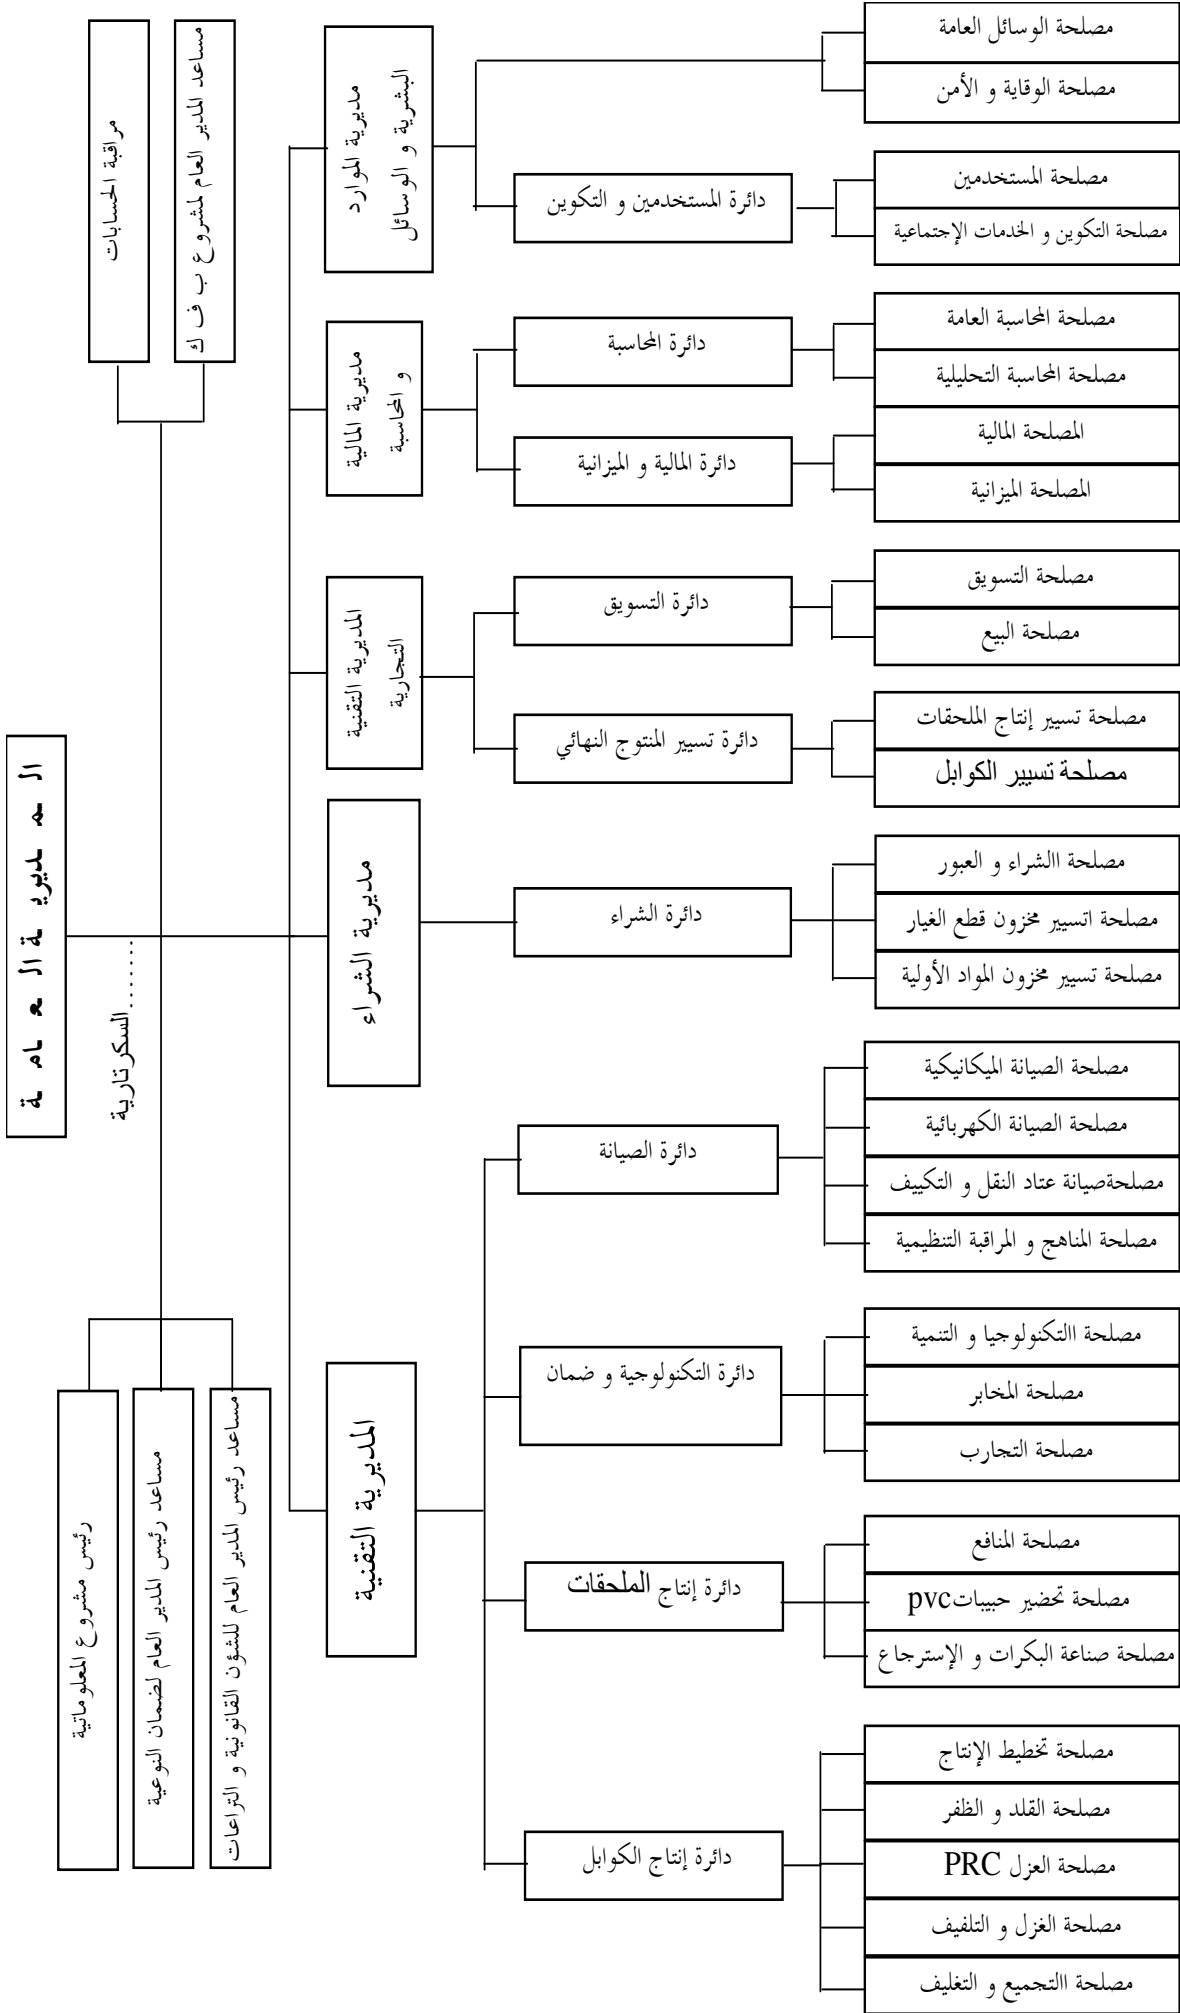 الـمـديريـة الـعـامـة
السكرتارية.......
مراقبة الحسابات
مساعد المدير العام لمشروع ب ف ك
رئيس مشروع المعلوماتية
مساعد رئيس المدير العام لضمان النوعية
مساعد رئيس المدير العام للشؤن القانونية و التراعات
مديرية الموارد
البشرية و الوسائل
مصلحة الوسائل العامة
مصلحة الوقاية و الأمن
دائرة المستخدمين و التكوين
مصلحة المستخدمين
مصلحة التكوين و الخدمات الإجتماعية
مديرية المالية
و المحاسبة
دائرة المحاسبة
مصلحة المحاسبة العامة
مصلحة المحاسبة التحليلية
دائرة المالية و الميزانية
المصلحة المالية
المصلحة الميزانية
المديرية التقنية
التجارية
دائرة التسويق
مصلحة التسويق
مصلحة البيع
دائرة تسيير المنتوج النهائي
مصلحة تسيير إنتاج الملحقات
مصلحة تسيير الكوابل
مديرية الشراء
دائرة الشراء
مصلحة االشراء و العبور
مصلحة اتسيير مخزون قطع الغيار
مصلحة تسيير مخزون المواد الأولية
المديرية التقنية
دائرة الصيانة
مصلحة الصيانة الميكانيكية
مصلحة الصيانة الكهربائية
مصلحةصيانة عتاد النقل و التكييف
مصلحة المناهج و المراقبة التنظيمية
دائرة التكنولوجية و ضمان
مصلحة االتكنولوجيا و التنمية
مصلحة المخابر
مصلحة التجارب
دائرة إنتاج الملحقات
مصلحة المنافع
مصلحة تحضير حبيباتpvc
مصلحة صناعة البكرات و الإسترجاع
دائرة إنتاج الكوابل
مصلحة تخطيط الإنتاج
مصلحة القلد و الظفر
مصلحة العزل PRC
مصلحة الغزل و التلفيف
مصلحة االتجميع و التغليف